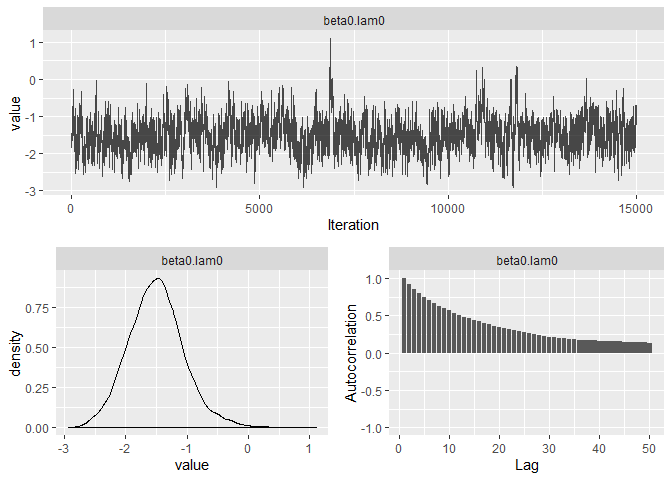 beta0.lam0
1
0
-1
-2
-3
value
0 5000 10000 15000
Iteration
beta0.lam0
0.75
0.50
0.25
0.00
density
-3 -2 -1 0 1
value
beta0.lam0
1.0
0.5
0.0
-0.5
-1.0
Autocorrelation
0 10 20 30 40 50
Lag